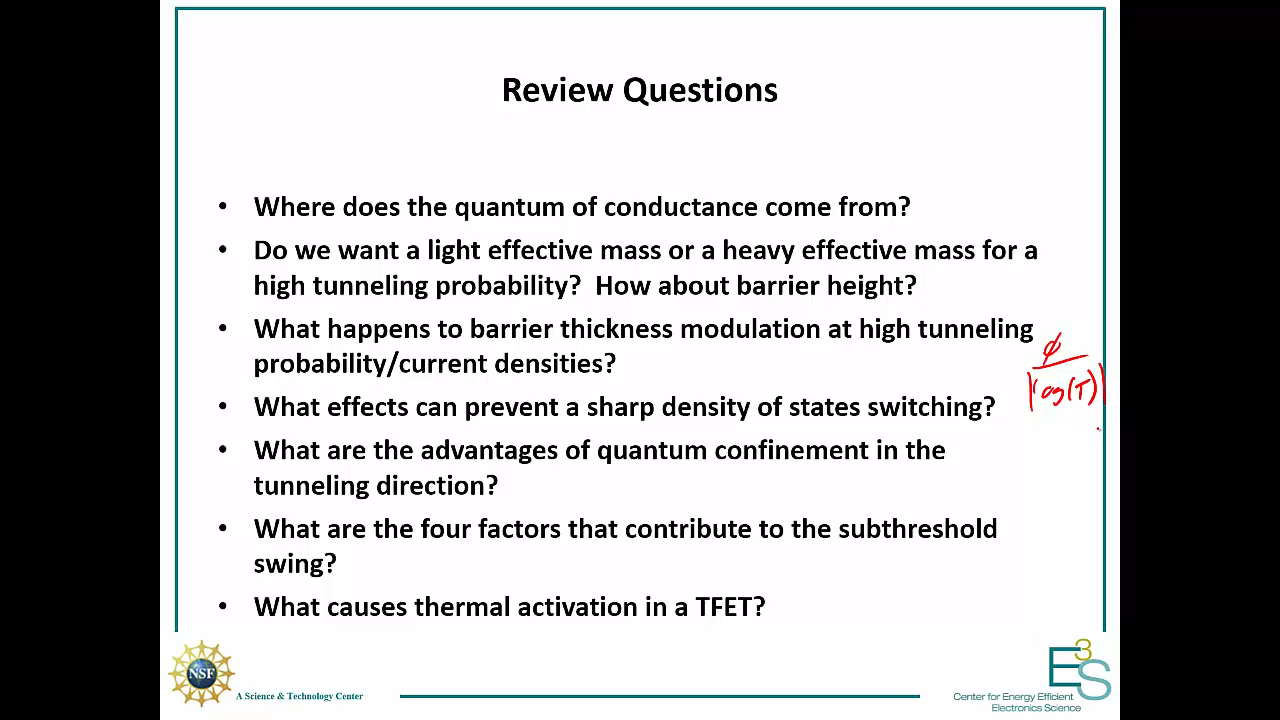 Review Questions
• Where does the quantum of conductance come from?
• Do we want a light effective mass or a heavy effective mass for a
high tunneling probability?  How about barrier height?
• What happens to barrier thickness modulation at high tunneling
probability/current densities?
ϕ
|log(T)|
• What effects can prevent a sharp density of states switching?
• What are the advantages of quantum confinement in the
tunneling direction?
• What are the four factors that contribute to the subthreshold
swing?
• What causes thermal activation in a TFET?
NSF
A Science & Technology Center
E3S
Center for Energy Efficient
Electronics Science